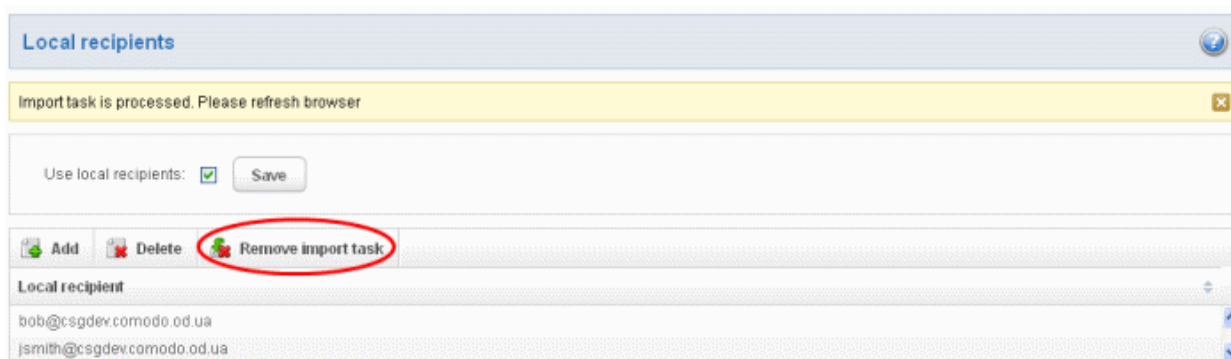 Local recipients
Import task is processed. Please refresh browser
Use local recipients: Save
Add Delete Remove import task
Local recipient
bob@csgdev.comodo.od.ua
jsmith@csgdev.comodo.od.ua